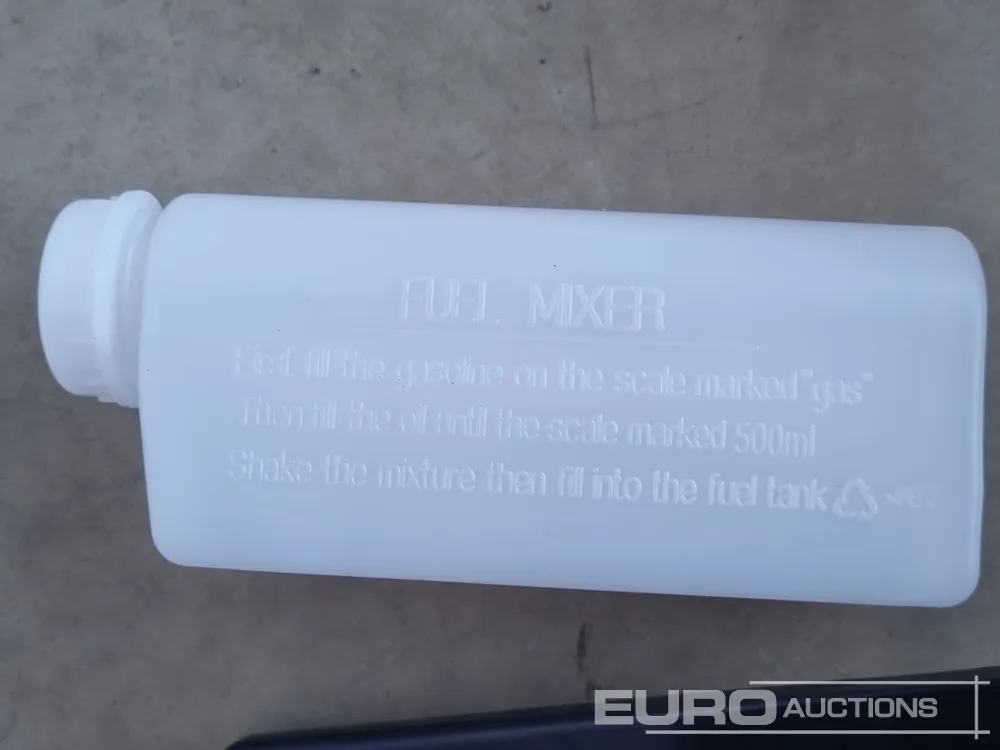 FUEL MIXER
First fill the gasoline on the scale marked "gas"
Then fill the oil until the scale marked 500ml
Shake the mixture then fill into the fuel tank >PE<
EURO AUCTIONS